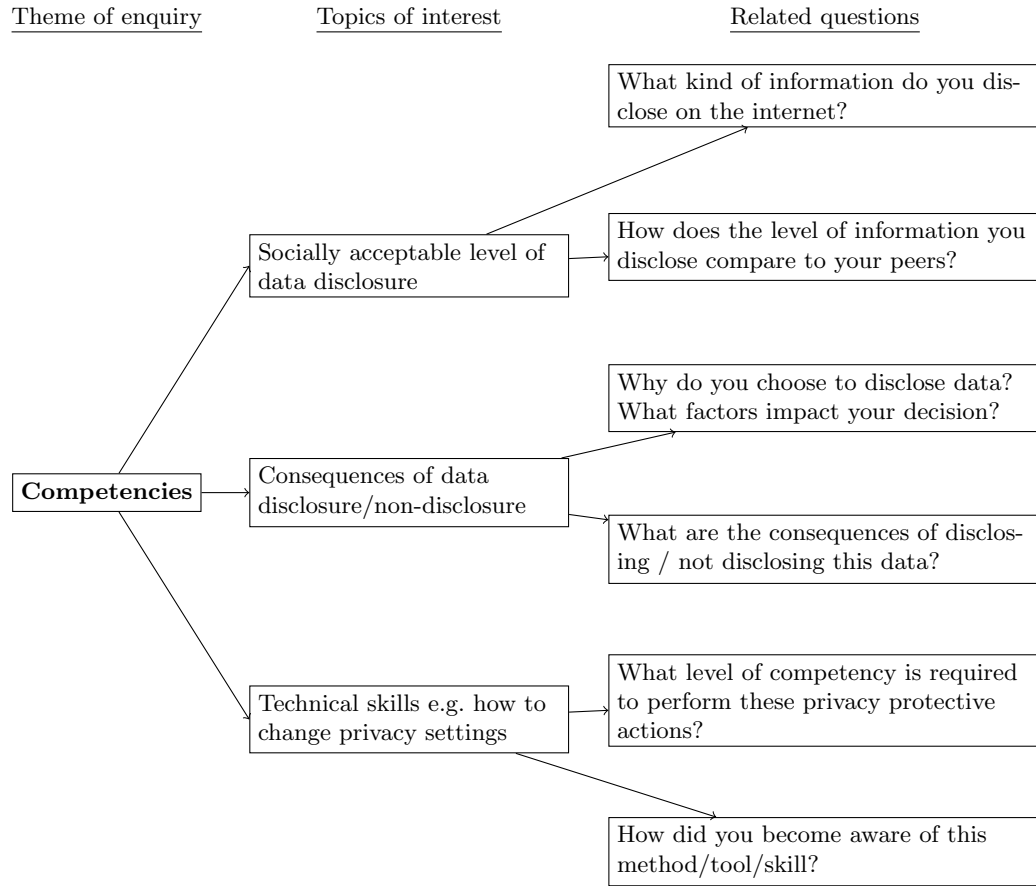 Theme of enquiry
Topics of interest
Related questions
What kind of information do you dis-
close on the internet?
Socially acceptable level of
data disclosure
How does the level of information you
disclose compare to your peers?
Why do you choose to disclose data?
What factors impact your decision?
Competencies
Consequences of data
disclosure/non-disclosure
What are the consequences of disclos-
ing / not disclosing this data?
Technical skills e.g. how to
change privacy settings
What level of competency is required
to perform these privacy protective
actions?
How did you become aware of this
method/tool/skill?